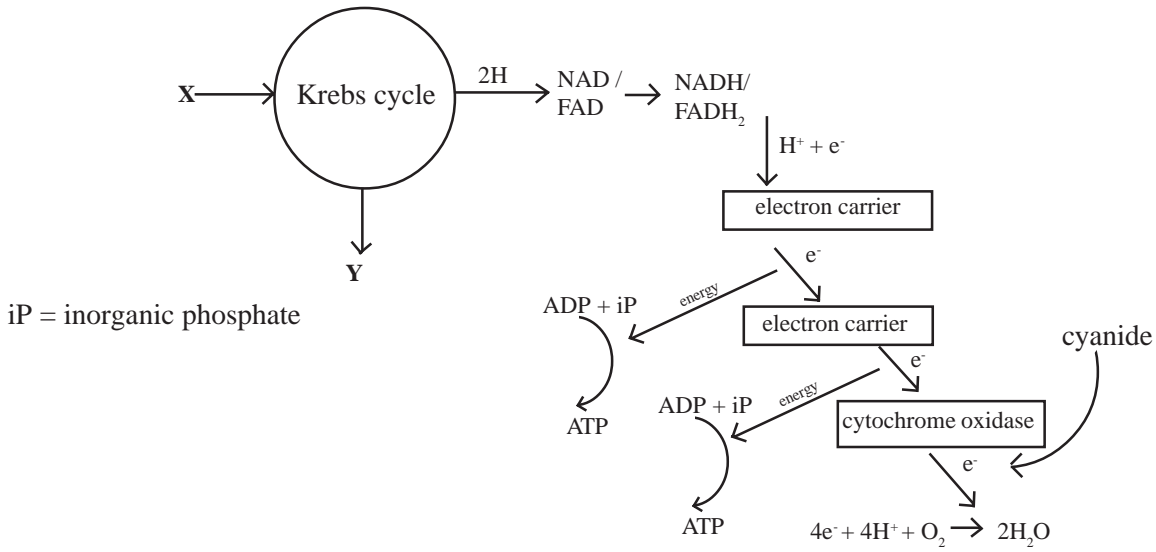 X
Krebs cycle
2H
NAD /
FAD
NADH/
FADH₂
H⁺ + e⁻
electron carrier
Y
e⁻
iP = inorganic phosphate
ADP + iP
energy
electron carrier
cyanide
e⁻
ATP
ADP + iP
energy
cytochrome oxidase
e⁻
ATP
4e⁻ + 4H⁺ + O₂ → 2H₂O